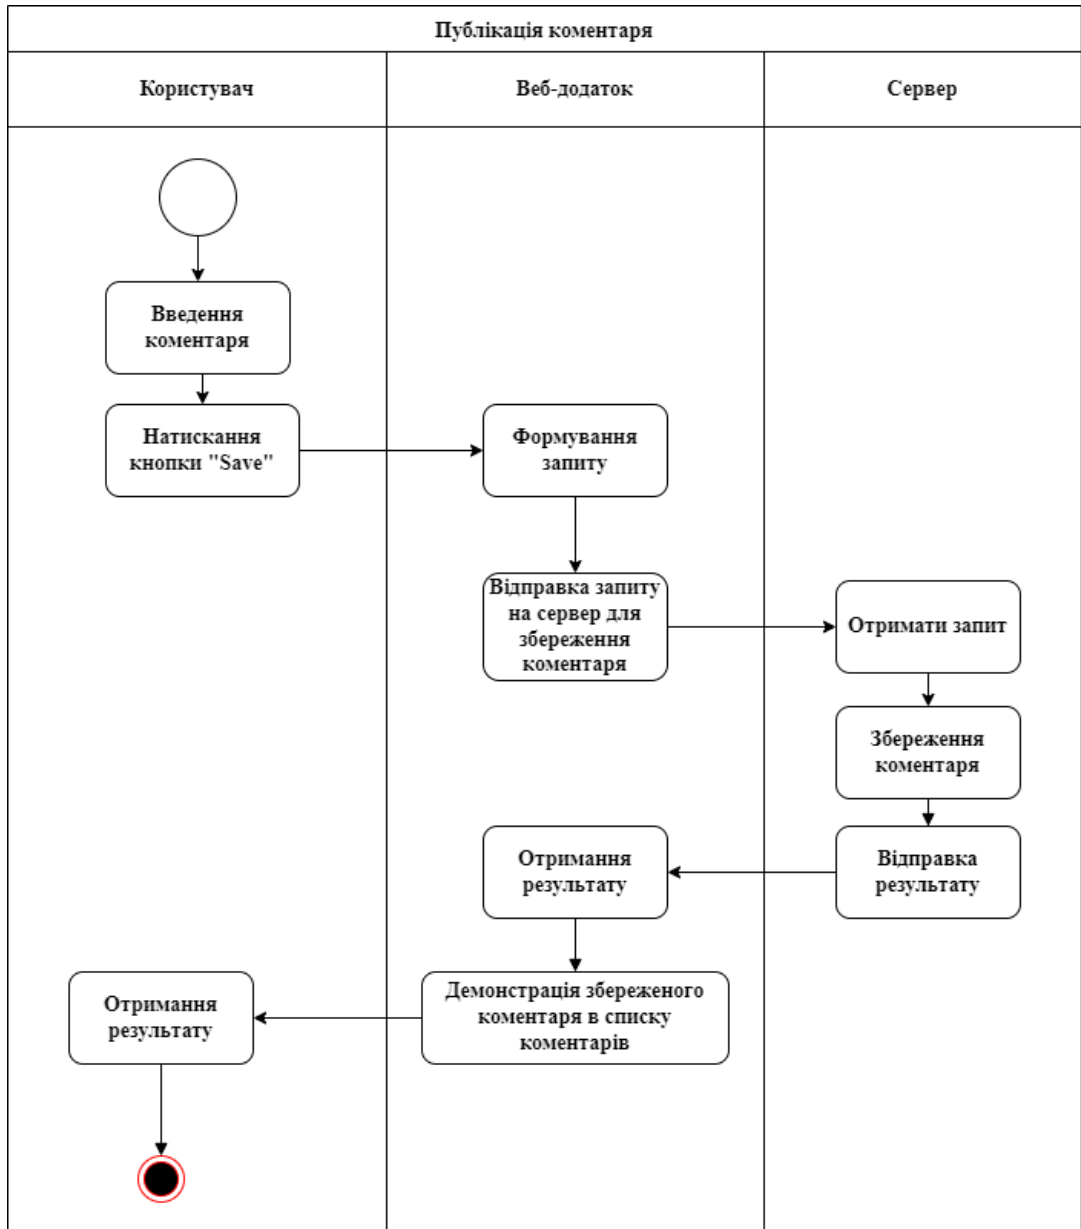 Публікація коментаря
Користувач
Веб-додаток
Сервер
Введення
коментаря
Натискання
кнопки "Save"
Формування
запиту
Відправка запиту
на сервер для
збереження
коментаря
Отримати запит
Збереження
коментаря
Відправка
результату
Отримання
результату
Демонстрація збереженого
коментаря в списку
коментарів
Отримання
результату